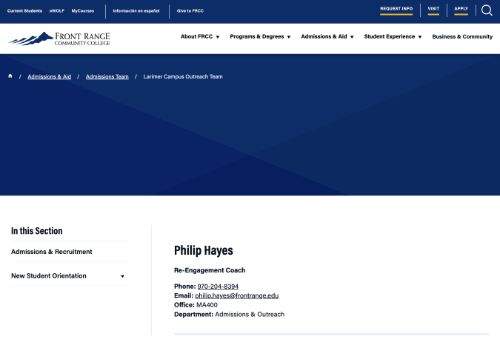 Current Students eWOLF MyCourses Información en español Give to FRCC REQUEST INFO VISIT APPLY
FRONT RANGE
COMMUNITY COLLEGE
About FRCC ▼ Programs & Degrees ▼ Admissions & Aid ▼ Student Experience ▼ Business & Community
/ Admissions & Aid / Admissions Team / Larimer Campus Outreach Team
In this Section
Admissions & Recruitment
New Student Orientation ▼
Philip Hayes
Re-Engagement Coach
Phone: 970-204-8394
Email: philip.hayes@frontrange.edu
Office: MA400
Department: Admissions & Outreach